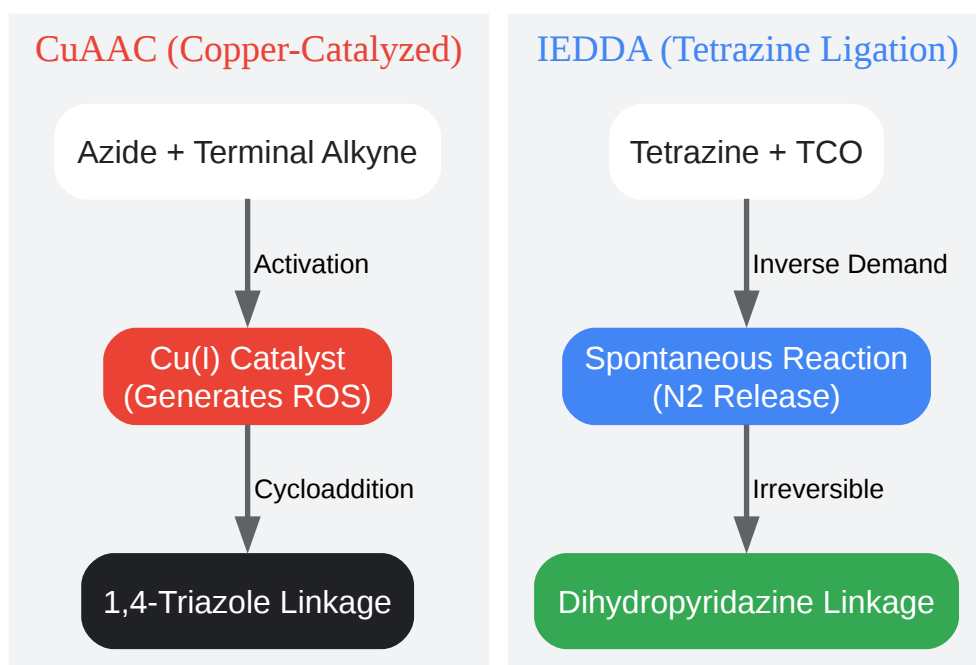 CuAAC (Copper-Catalyzed)
Azide + Terminal Alkyne
Activation
Cu(I) Catalyst
(Generates ROS)
Cycloaddition
1,4-Triazole Linkage
IEDDA (Tetrazine Ligation)
Tetrazine + TCO
Inverse Demand
Spontaneous Reaction
(N2 Release)
Irreversible
Dihydropyridazine Linkage